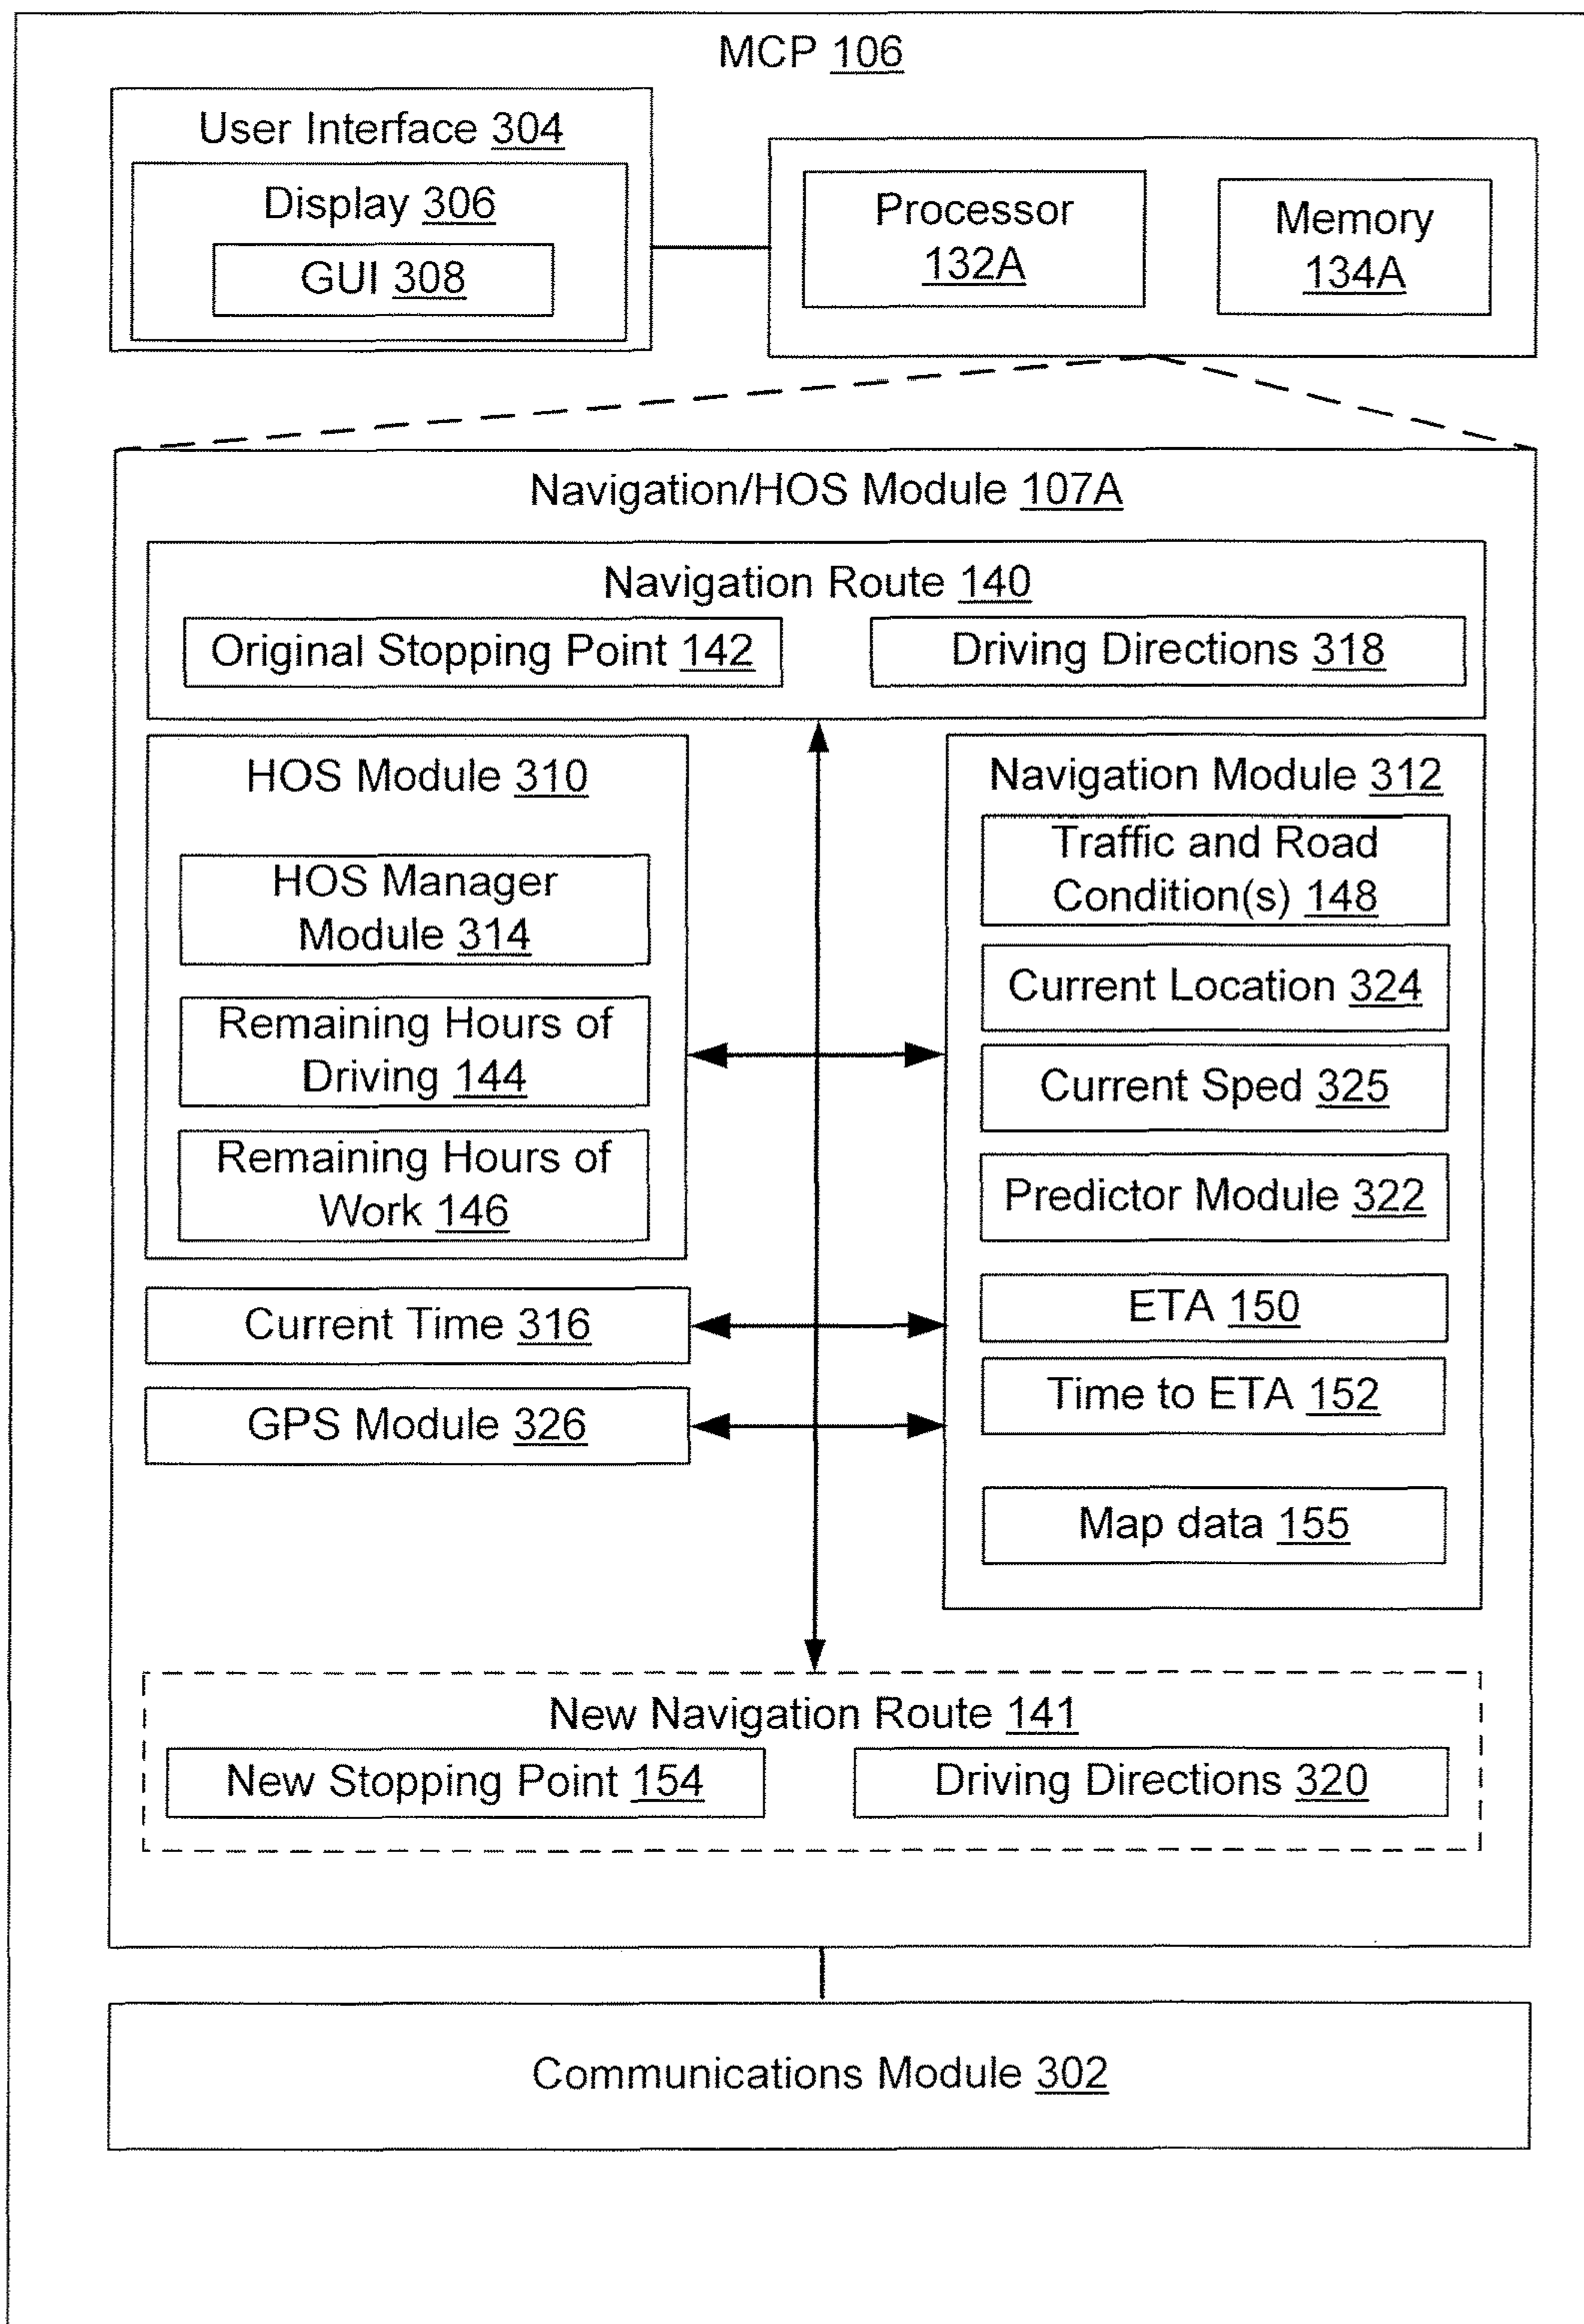 MCP 106
User Interface 304
Display 306
GUI 308
Processor
132A
Memory
134A
Navigation/HOS Module 107A
Navigation Route 140
Original Stopping Point 142
Driving Directions 318
HOS Module 310
HOS Manager
Module 314
Remaining Hours of
Driving 144
Remaining Hours of
Work 146
Current Time 316
GPS Module 326
Navigation Module 312
Traffic and Road
Condition(s) 148
Current Location 324
Current Sped 325
Predictor Module 322
ETA 150
Time to ETA 152
Map data 155
New Navigation Route 141
New Stopping Point 154
Driving Directions 320
Communications Module 302